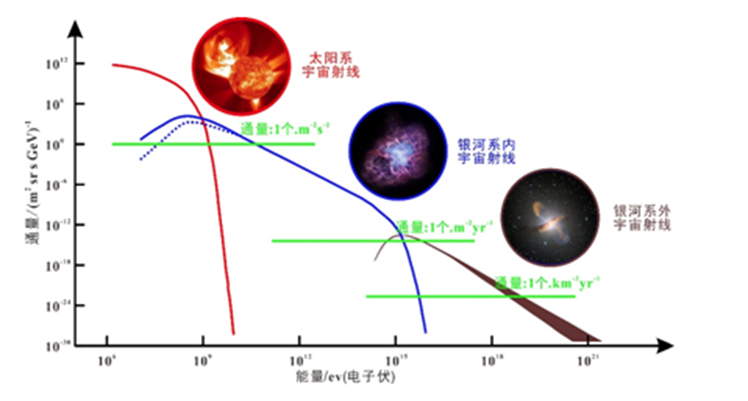 太阳系
宇宙射线
10¹²
10⁶
通量:1个.m⁻²s⁻¹
10⁰
银河系内
宇宙射线
10⁻⁶
通量/(m² sr s GeV)⁻¹
银河系外
宇宙射线
10⁻¹²
通量:1个.m⁻²yr⁻¹
10⁻¹⁸
通量:1个.km⁻²yr⁻¹
10⁻²⁴
10⁻³⁰
10⁶
10⁹
10¹²
10¹⁵
10¹⁸
10²¹
能量/ev(电子伏)